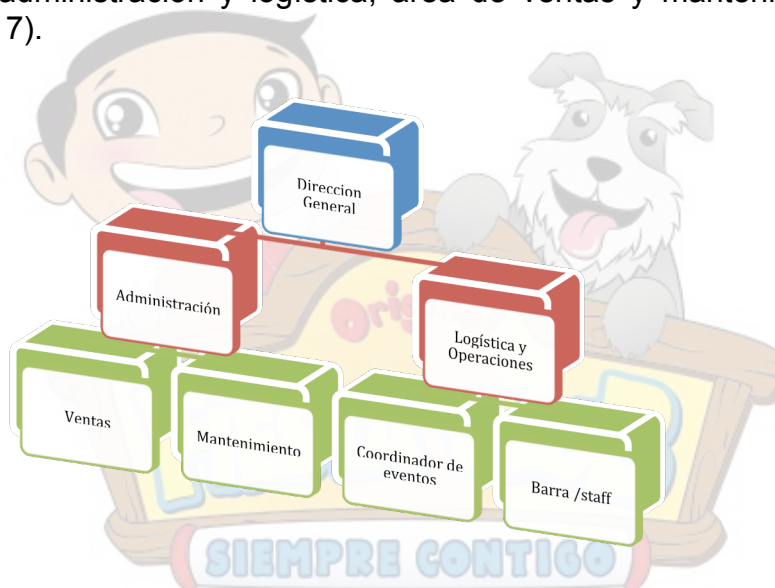 administración y logística, área de ventas y manteni
7).
Direccion
General
Administración
Logística y
Operaciones
Ventas
Mantenimiento
Coordinador de
eventos
Barra /staff
SIEMPRE CONTIGO